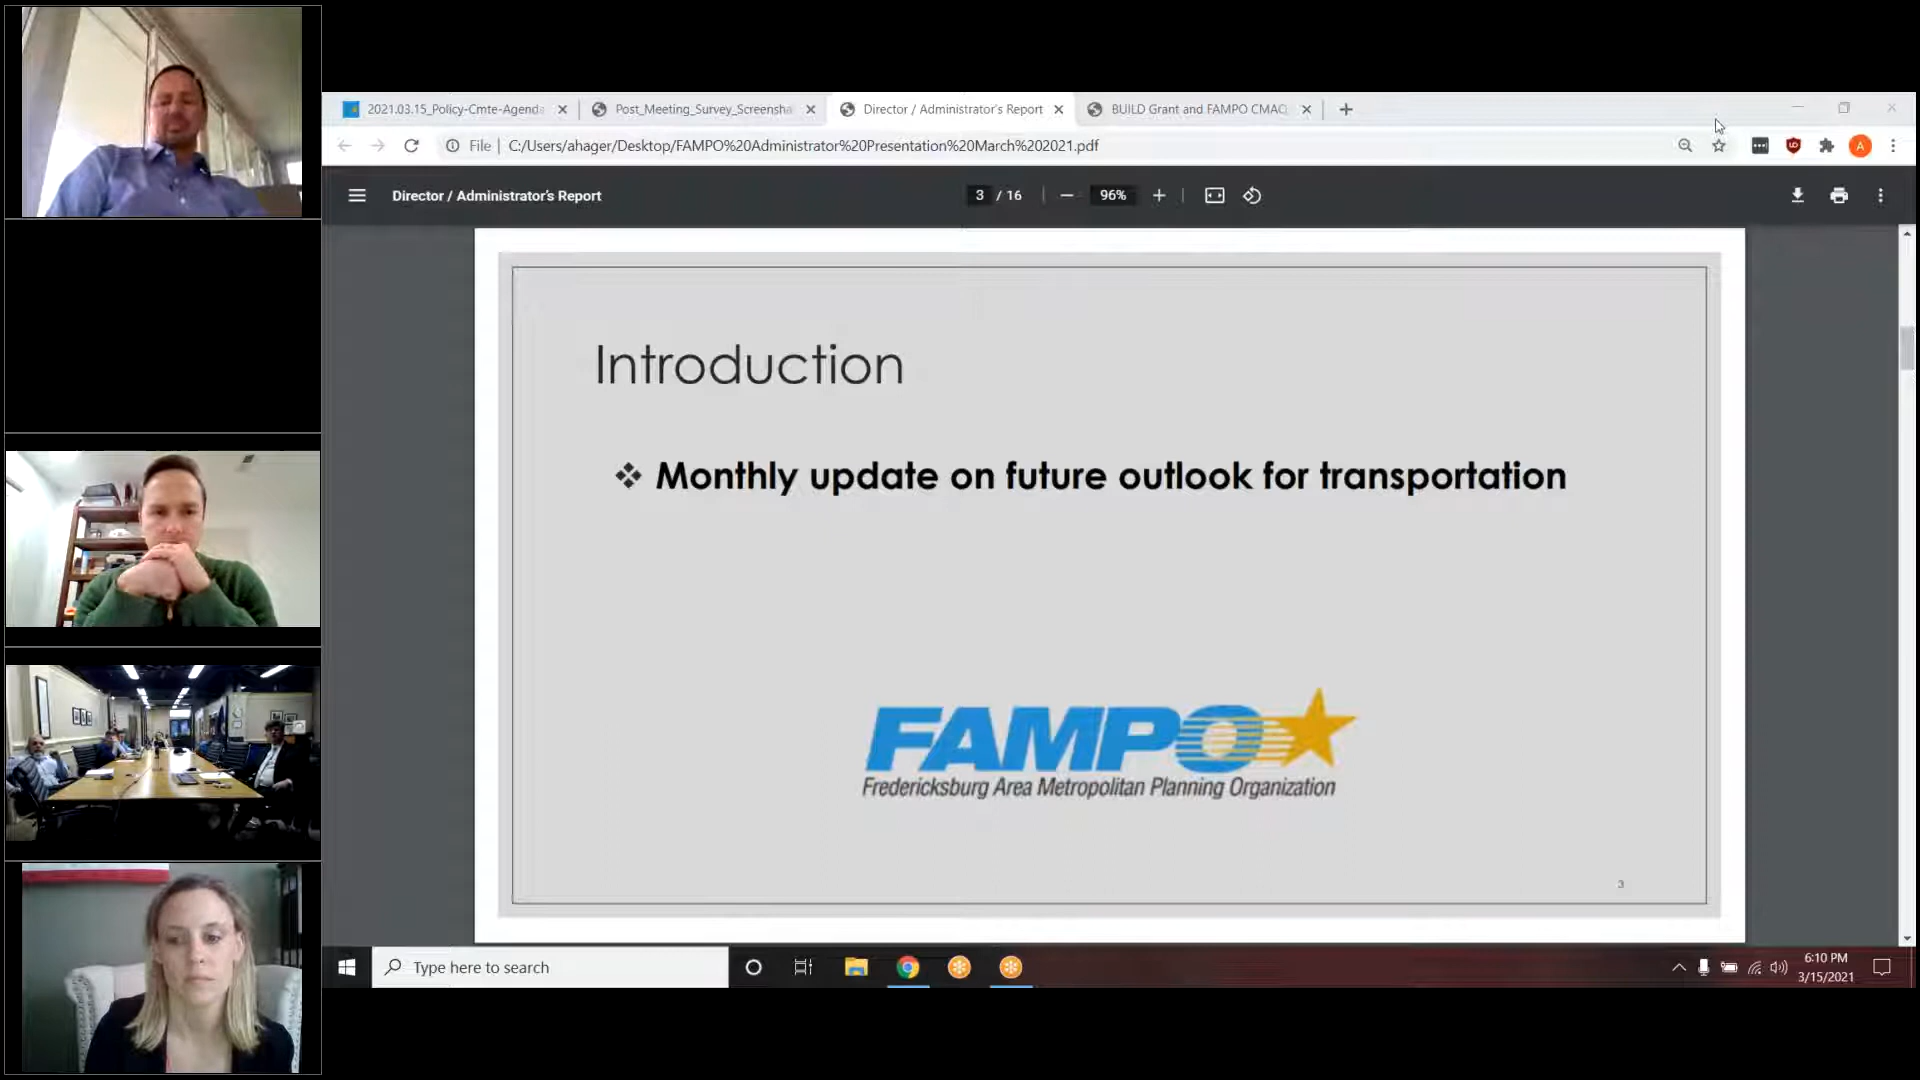 2021.03.15_Policy-Cmte-Agenda
Post_Meeting_Survey_Screensha
Director / Administrator's Report
BUILD Grant and FAMPO CMAQ
File
C:/Users/ahager/Desktop/FAMPO%20Administrator%20Presentation%20March%202021.pdf
A
Director / Administrator's Report
3 / 16
96%
Introduction
Monthly update on future outlook for transportation
FAMPO
Fredericksburg Area Metropolitan Planning Organization
3
Type here to search
6:10 PM
3/15/2021